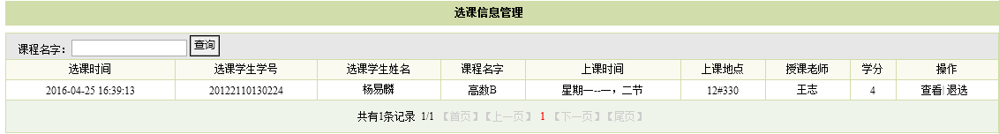 选课信息管理
课程名字： 查询
选课时间 选课学生学号 选课学生姓名 课程名字 上课时间 上课地点 授课老师 学分 操作
2016-04-25 16:39:13 20122110130224 杨易麟 高数B 星期一--一，二节 12#330 王志 4 查看| 退选
共有1条记录 1/1 【首页】【上一页】 1 【下一页】【尾页】